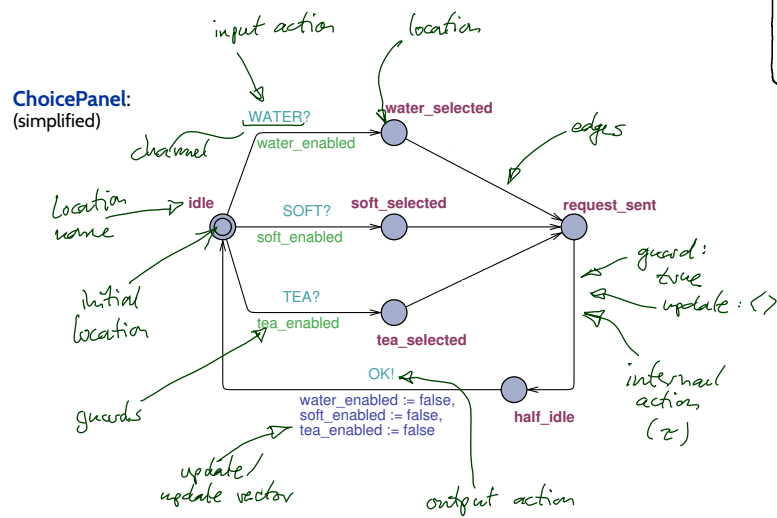 input action
location
ChoicePanel:
(simplified)
WATER?
water_selected
channel
water_enabled
edges
location
name
idle
SOFT?
soft_selected
request_sent
soft_enabled
guard:
true
update: <>
initial
location
TEA?
tea_enabled
tea_selected
OK!
internal
action
(τ)
guards
water_enabled := false,
soft_enabled := false,
tea_enabled := false
half_idle
update/
update vector
output action